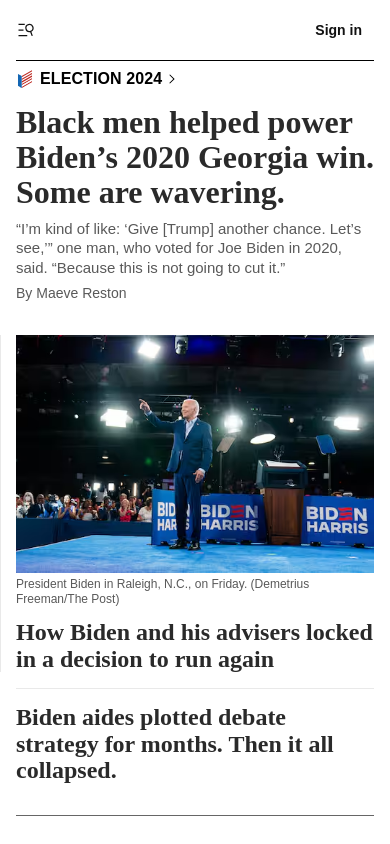 Sign in
ELECTION 2024
Black men helped power
Biden’s 2020 Georgia win.
Some are wavering.
“I’m kind of like: ‘Give [Trump] another chance. Let’s
see,’” one man, who voted for Joe Biden in 2020,
said. “Because this is not going to cut it.”
By Maeve Reston
BIDEN
HARRIS
BIDEN
HARRIS
BIDEN
HARRIS
President Biden in Raleigh, N.C., on Friday. (Demetrius
Freeman/The Post)
How Biden and his advisers locked
in a decision to run again
Biden aides plotted debate
strategy for months. Then it all
collapsed.